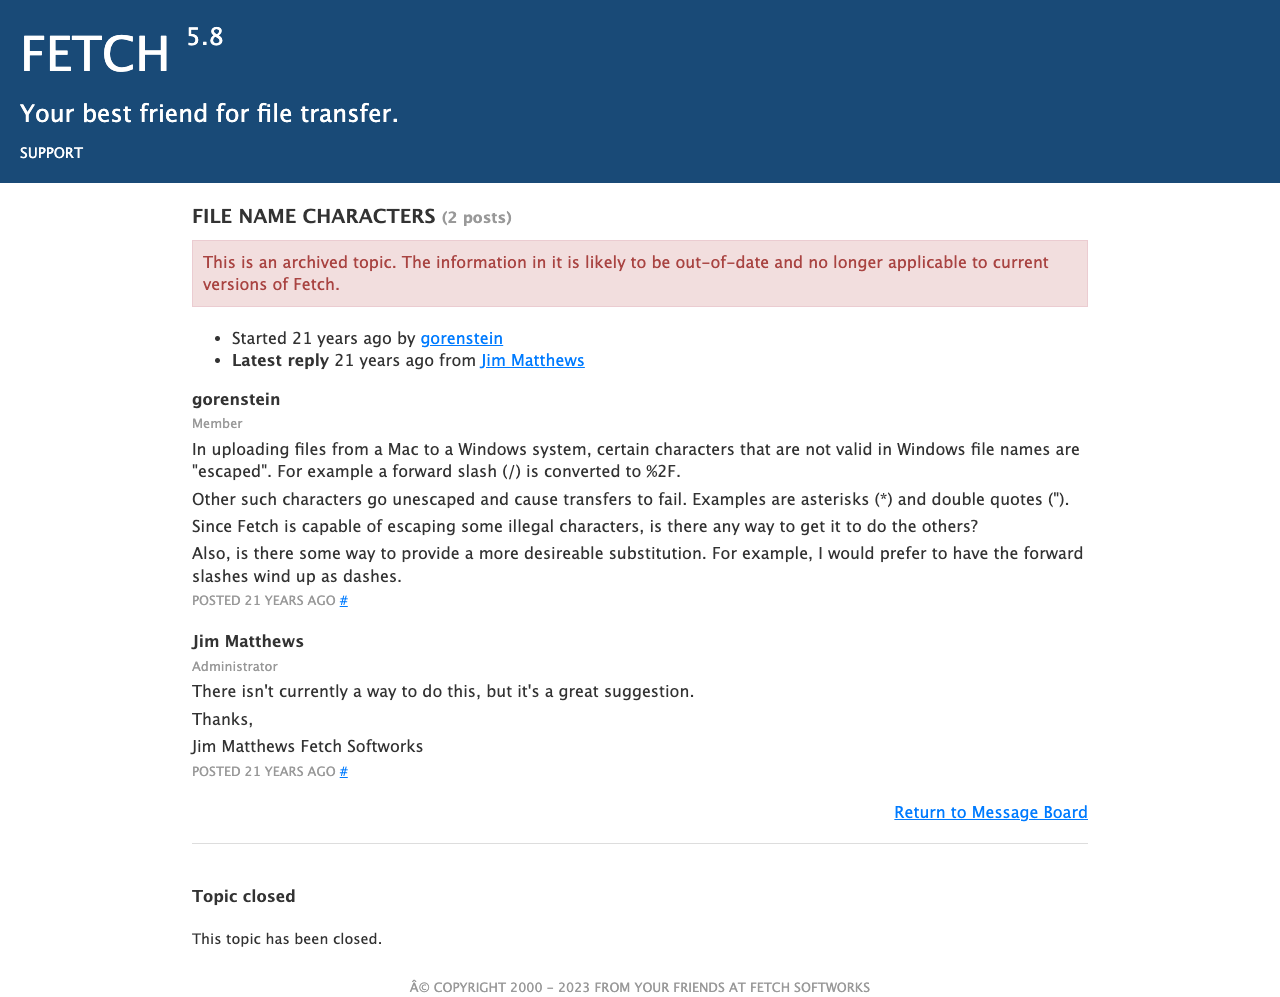 FETCH 5.8
Your best friend for file transfer.
SUPPORT
FILE NAME CHARACTERS (2 posts)
This is an archived topic. The information in it is likely to be out-of-date and no longer applicable to current
versions of Fetch.
• Started 21 years ago by gorenstein
• Latest reply 21 years ago from Jim Matthews
gorenstein
Member
In uploading files from a Mac to a Windows system, certain characters that are not valid in Windows file names are
"escaped". For example a forward slash (/) is converted to %2F.
Other such characters go unescaped and cause transfers to fail. Examples are asterisks (*) and double quotes (").
Since Fetch is capable of escaping some illegal characters, is there any way to get it to do the others?
Also, is there some way to provide a more desireable substitution. For example, I would prefer to have the forward
slashes wind up as dashes.
POSTED 21 YEARS AGO #
Jim Matthews
Administrator
There isn't currently a way to do this, but it's a great suggestion.
Thanks,
Jim Matthews Fetch Softworks
POSTED 21 YEARS AGO #
Return to Message Board
Topic closed
This topic has been closed.
Â© COPYRIGHT 2000 - 2023 FROM YOUR FRIENDS AT FETCH SOFTWORKS